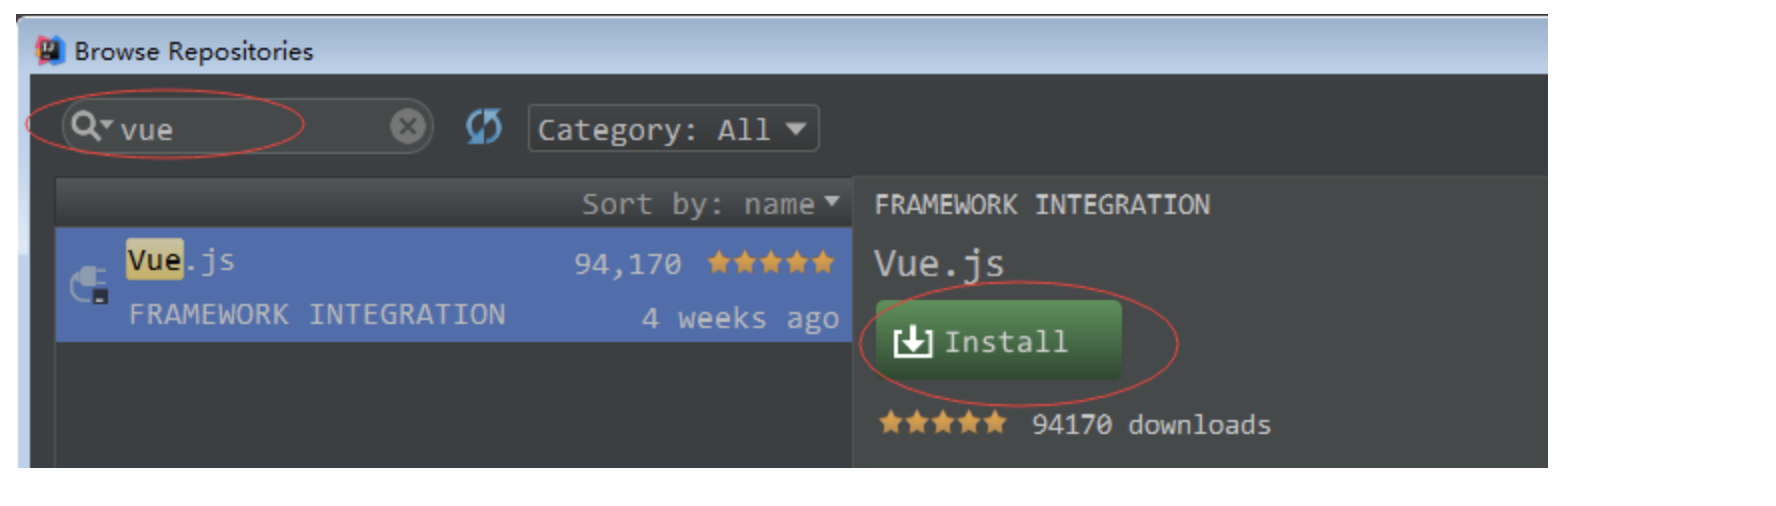 Browse Repositories
vue
Category: All
Sort by: name
Vue.js
94,170
FRAMEWORK INTEGRATION
4 weeks ago
FRAMEWORK INTEGRATION
Vue.js
Install
94170 downloads